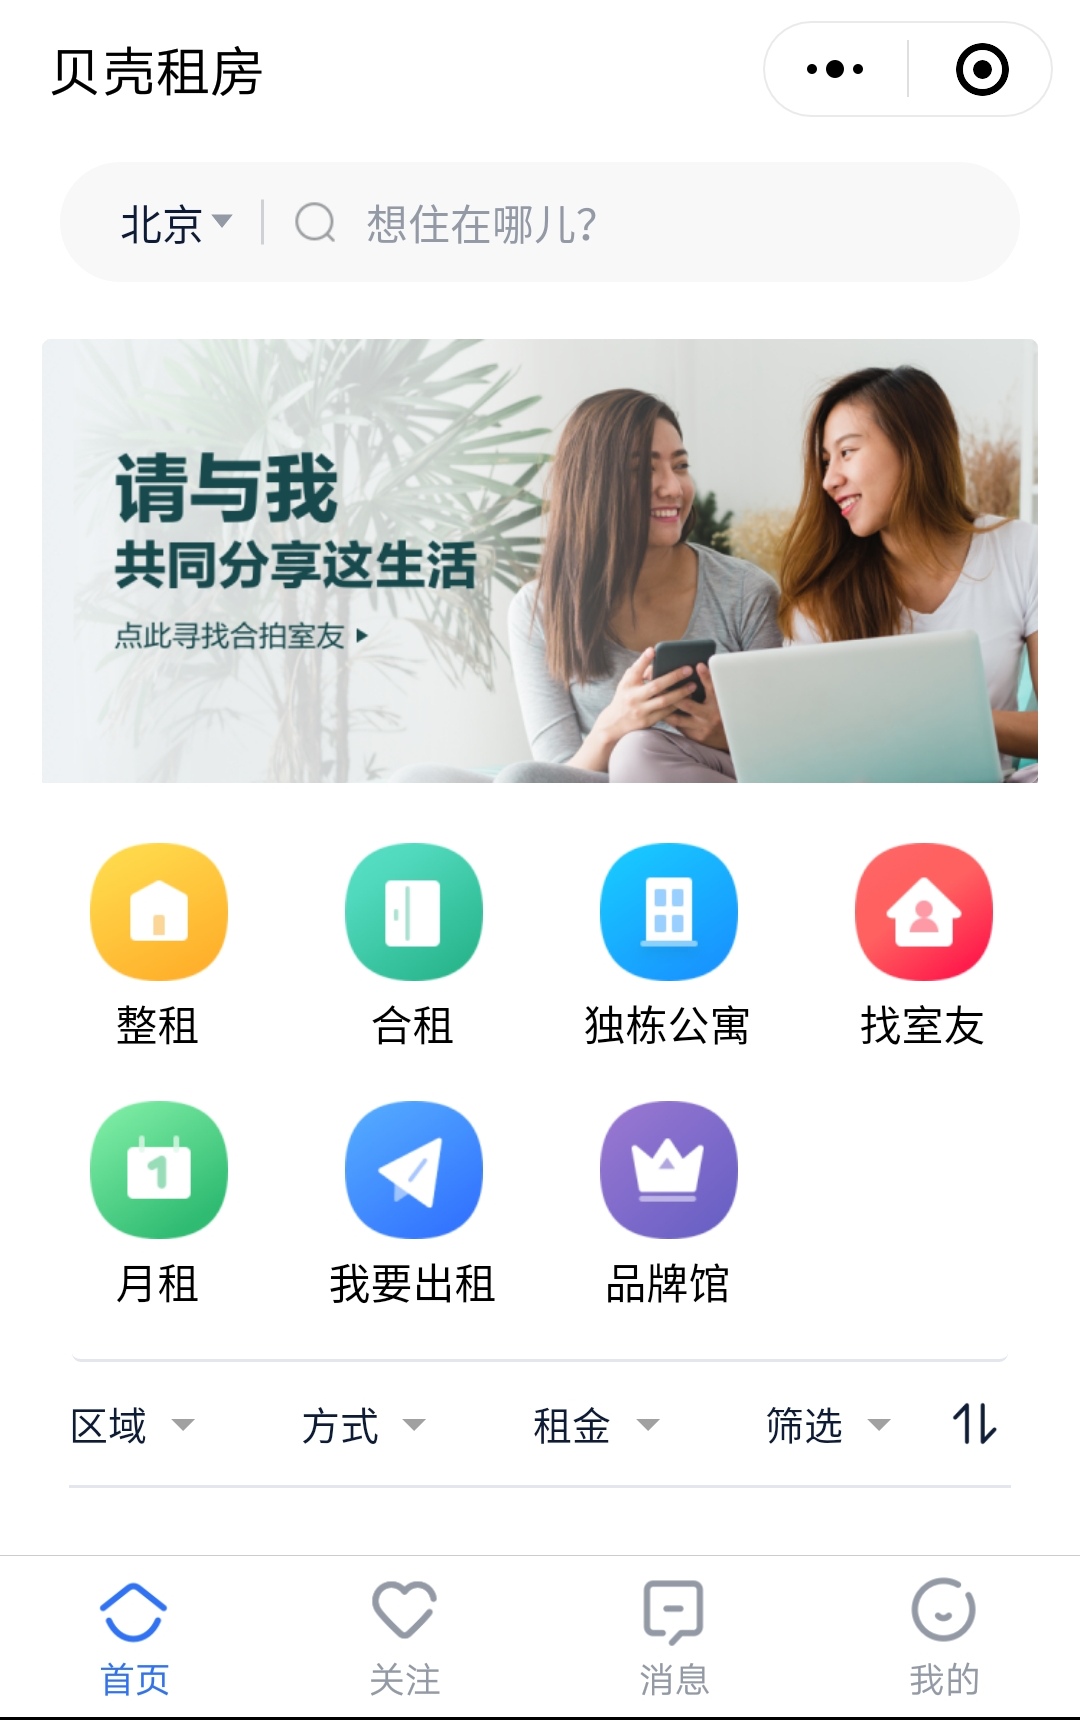 贝壳租房
北京 想住在哪儿?
请与我
共同分享这生活
点此寻找合拍室友
整租 合租 独栋公寓 找室友
1
月租 我要出租 品牌馆
区域 方式 租金 筛选
首页 关注 消息 我的